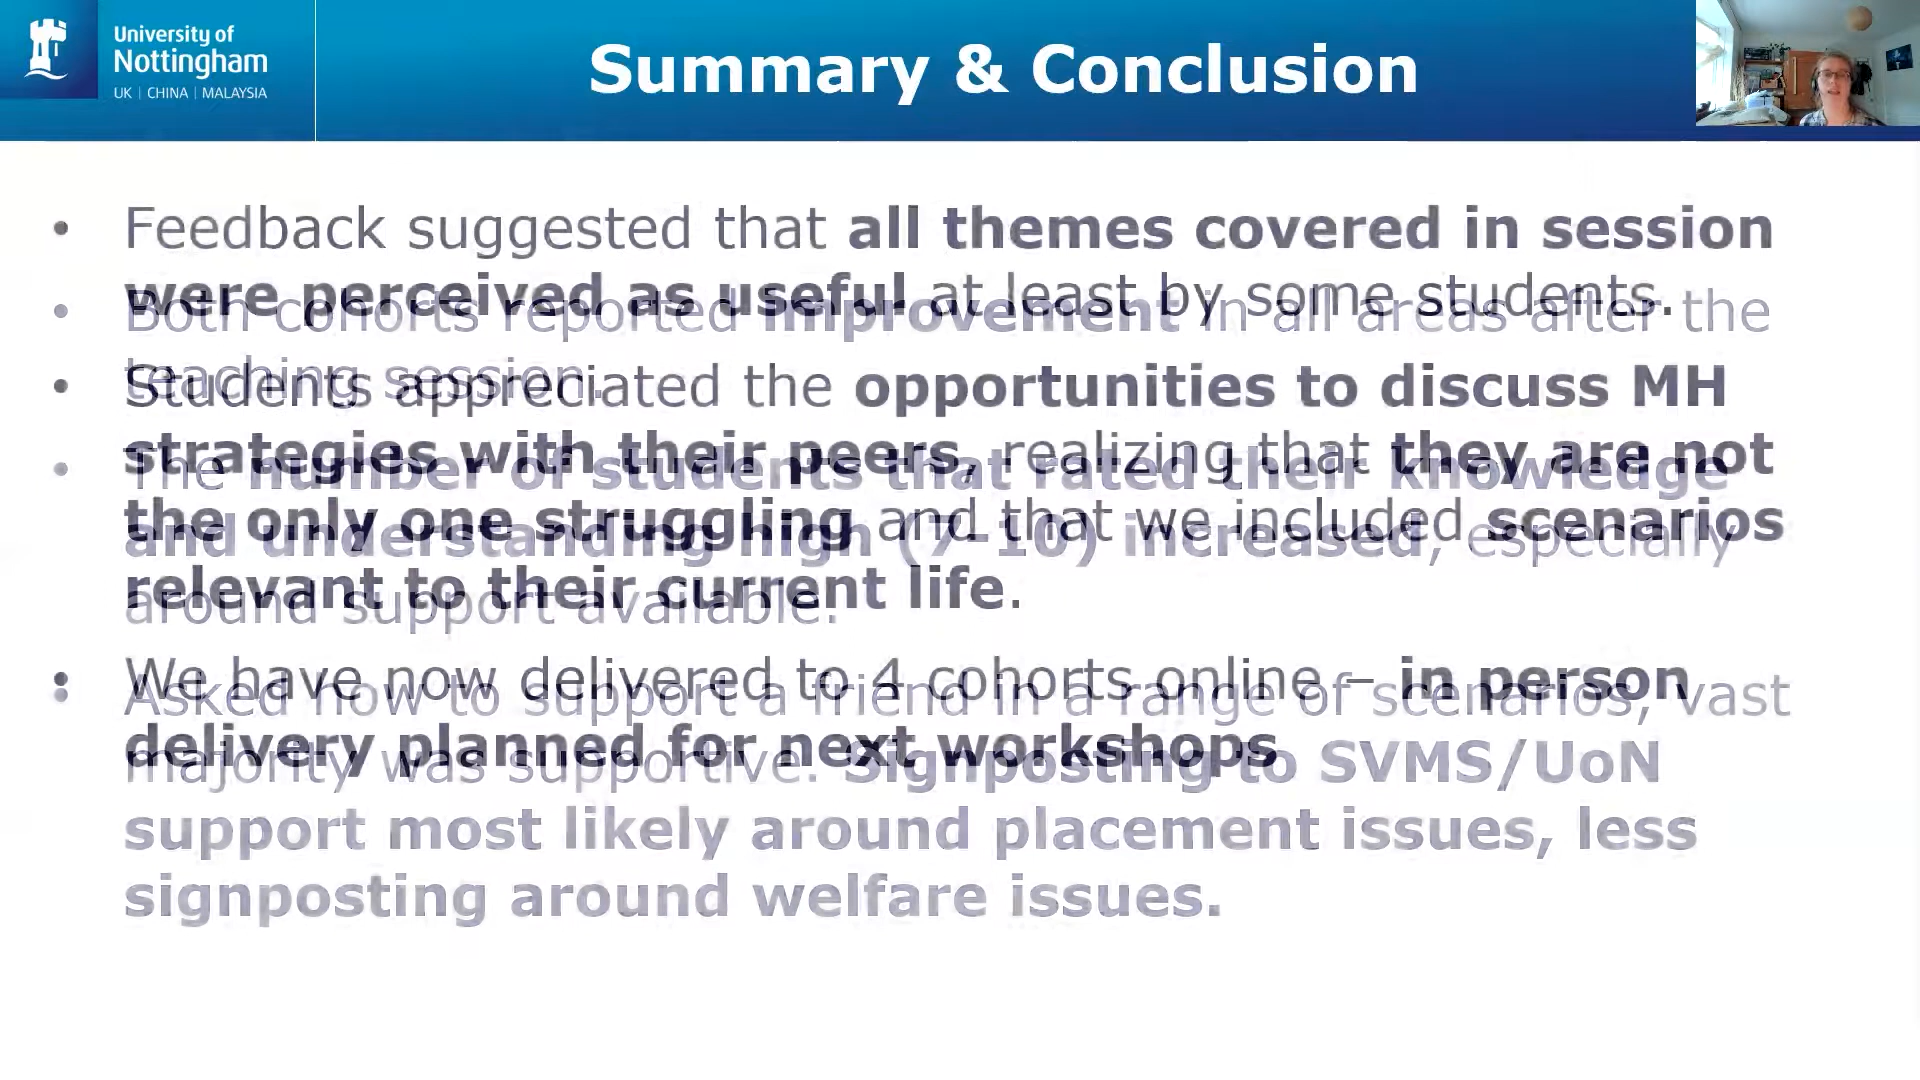 University of
Nottingham
UK | CHINA | MALAYSIA
Summary & Conclusion
• Feedback suggested that all themes covered in session
were perceived as useful at least by some students.
• Students appreciated the opportunities to discuss MH
strategies with their peers, realizing that they are not
the only one struggling and that we included scenarios
relevant to their current life.
• We have now delivered to 4 cohorts online – in person
delivery planned for next workshops
• Both cohorts reported improvement in all areas after the
teaching session.
• The number of students that rated their knowledge
and understanding high (7-10) increased, especially
around support available.
• Asked how to support a friend in a range of scenarios, vast
majority was supportive. Signposting to SVMS/UoN
support most likely around placement issues, less
signposting around welfare issues.